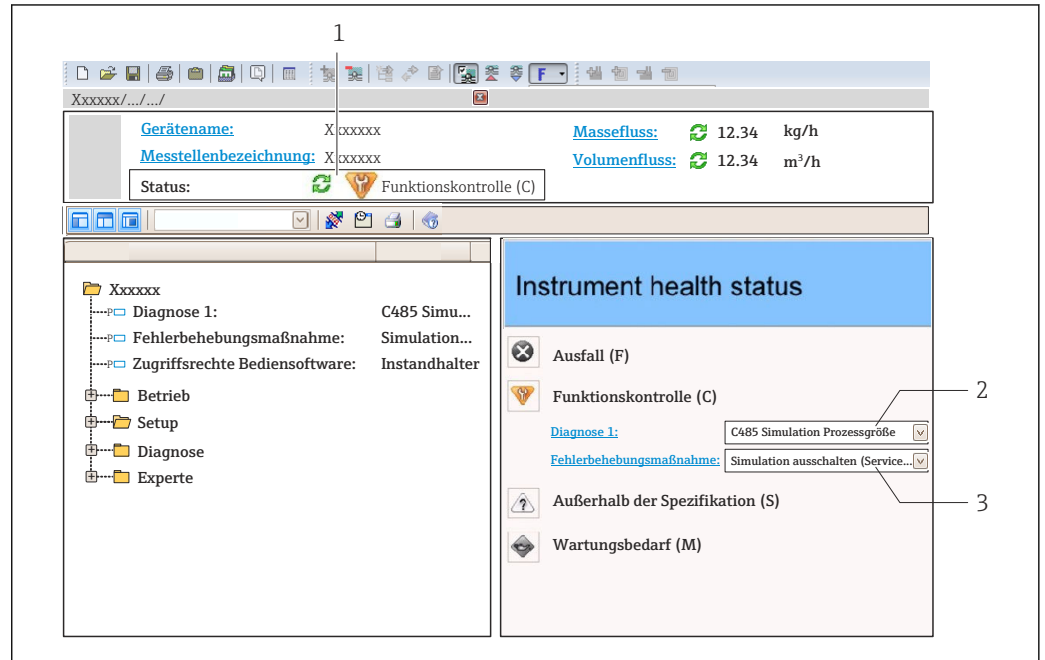 1
F
Xxxxxx/.../.../
Gerätename: Xxxxxxx
Massefluss: 12.34 kg/h
Messtellenbezeichnung: Xxxxxxx
Volumenfluss: 12.34 m³/h
Status: Funktionskontrolle (C)
Xxxxxx
Diagnose 1: C485 Simu...
Fehlerbehebungsmaßnahme: Simulation...
Zugriffsrechte Bediensoftware: Instandhalter
Betrieb
Setup
Diagnose
Experte
Instrument health status
Ausfall (F)
Funktionskontrolle (C)
2
Diagnose 1: C485 Simulation Prozessgröße
Fehlerbehebungsmaßnahme: Simulation ausschalten (Service...
3
Außerhalb der Spezifikation (S)
Wartungsbedarf (M)